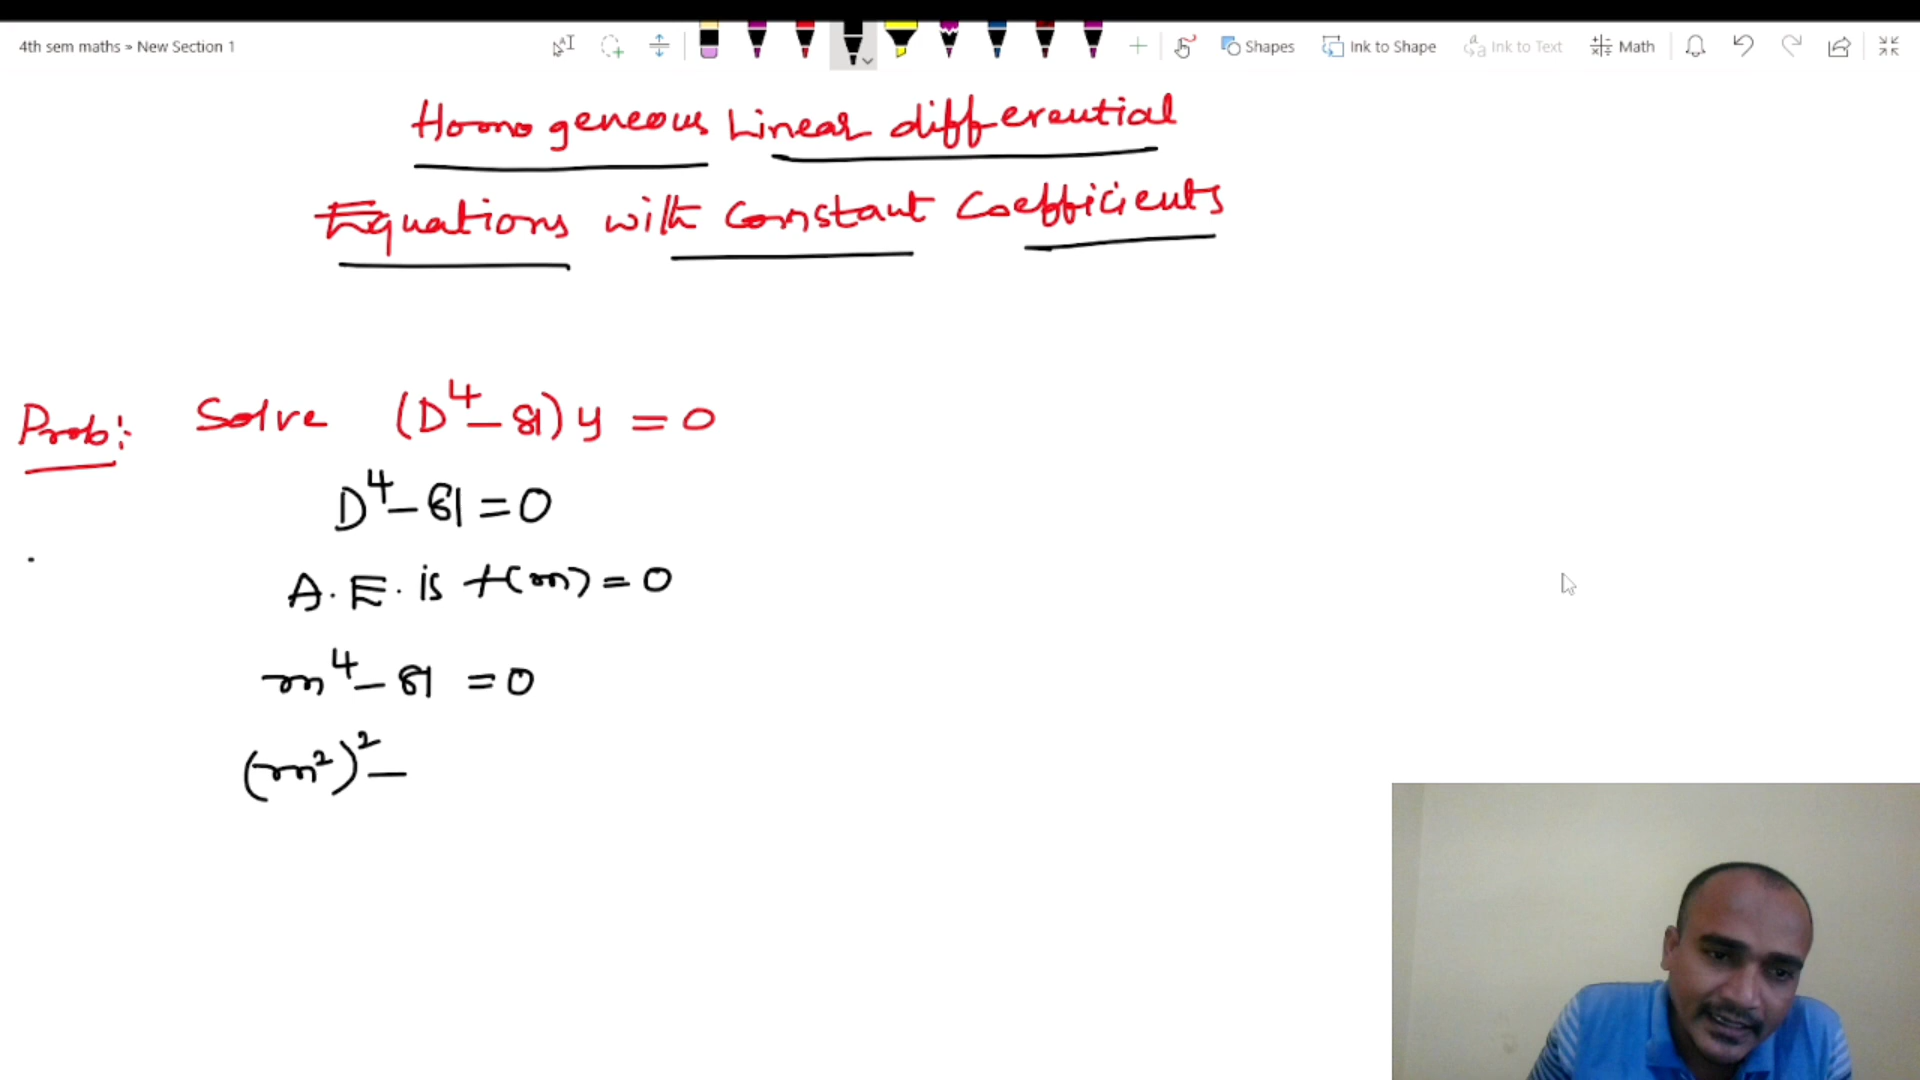 4th sem maths » New Section 1
Shapes Ink to Shape Ink to Text Math
Homogeneous Linear differential
Equations with constant Coefficients
Prob: Solve (D⁴-81)y = 0
D⁴-81=0
A.E. is f(m)=0
m⁴-81 =0
(m²)²-